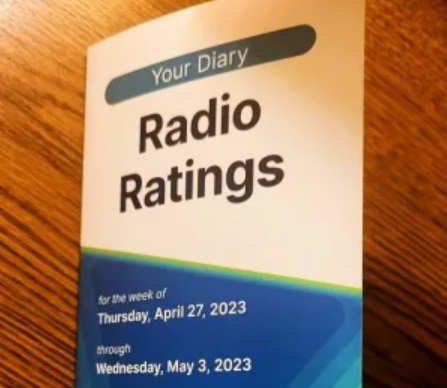 Your Diary
Radio
Ratings
for the week of
Thursday, April 27, 2023
through
Wednesday, May 3, 2023